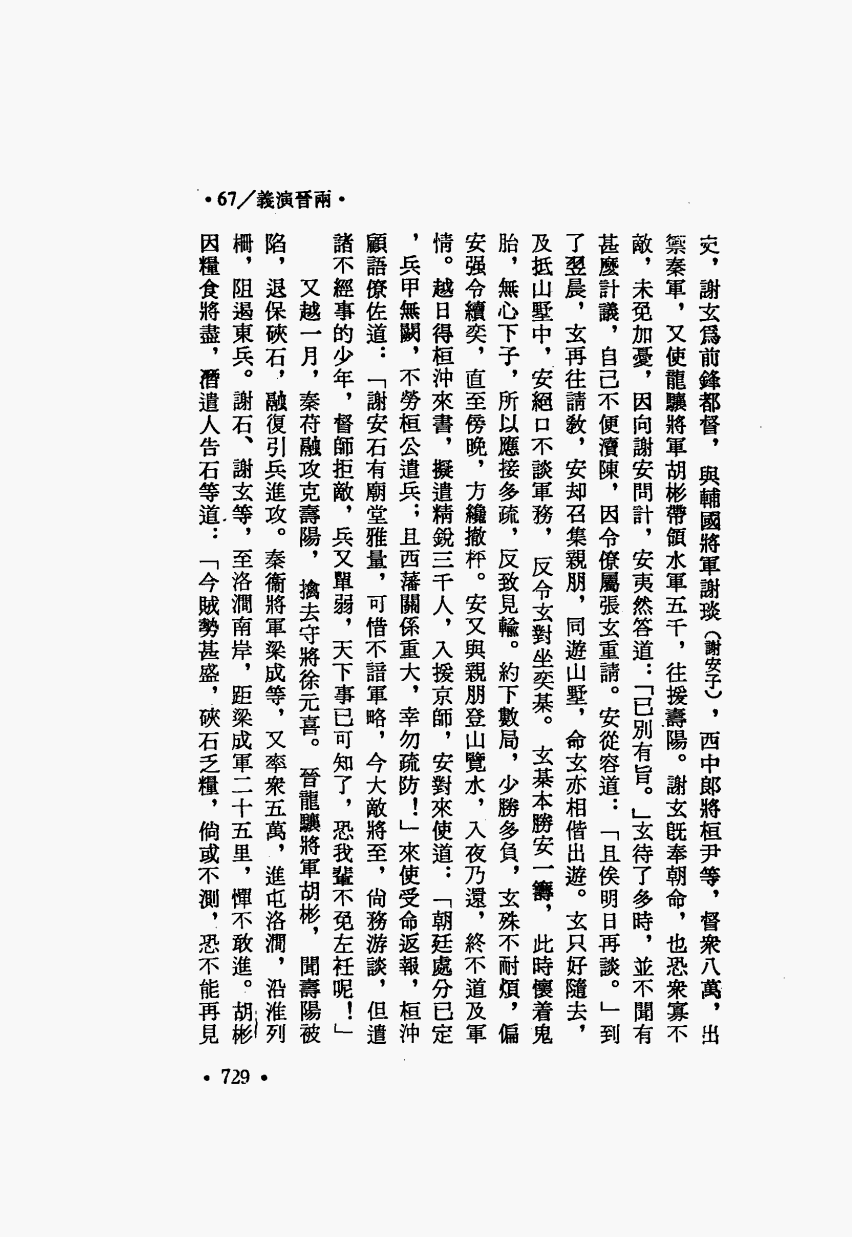 •兩晉演義／67•
史，謝玄爲前鋒都督，與輔國將軍謝琰（謝安子），西中郞將桓尹等，督衆八萬，出
禦秦軍，又使龍驤將軍胡彬帶領水軍五千，往援壽陽。謝玄旣奉朝命，也恐衆寡不
敵，未免加憂，因向謝安問計，安夷然答道：「已別有旨。」玄待了多時，並不聞有
甚麼計議，自己不便瀆陳，因令僚屬張玄重請。安從容道：「且俟明日再談。」到
了翌晨，玄再往請敎，安却召集親朋，同遊山墅，命玄亦相偕出遊。玄只好隨去，
及抵山墅中，安絕口不談軍務，反令玄對坐奕棊。玄棊本勝安一籌，此時懷着鬼
胎，無心下子，所以應接多疏，反致見輸。約下數局，少勝多負，玄殊不耐煩，偏
安强令續奕，直至傍晚，方纔撤枰。安又與親朋登山覽水，入夜乃還，終不道及軍
情。越日得桓沖來書，擬遣精銳三千人，入援京師，安對來使道：「朝廷處分已定
，兵甲無闕，不勞桓公遣兵；且西藩關係重大，幸勿疏防！」來使受命返報，桓沖
顧語僚佐道：「謝安石有廟堂雅量，可惜不諳軍略，今大敵將至，尙務游談，但遣
諸不經事的少年，督師拒敵，兵又單弱，天下事已可知了，恐我輩不免左衽呢！」
又越一月，秦苻融攻克壽陽，擒去守將徐元喜。晉龍驤將軍胡彬，聞壽陽被
陷，退保硤石，融復引兵進攻。秦衞將軍梁成等，又率衆五萬，進屯洛澗，沿淮列
柵，阻遏東兵。謝石、謝玄等，至洛澗南岸，距梁成軍二十五里，憚不敢進。胡彬
因糧食將盡，潛遣人告石等道：「今賊勢甚盛，硤石乏糧，倘或不測，恐不能再見
• 729 •